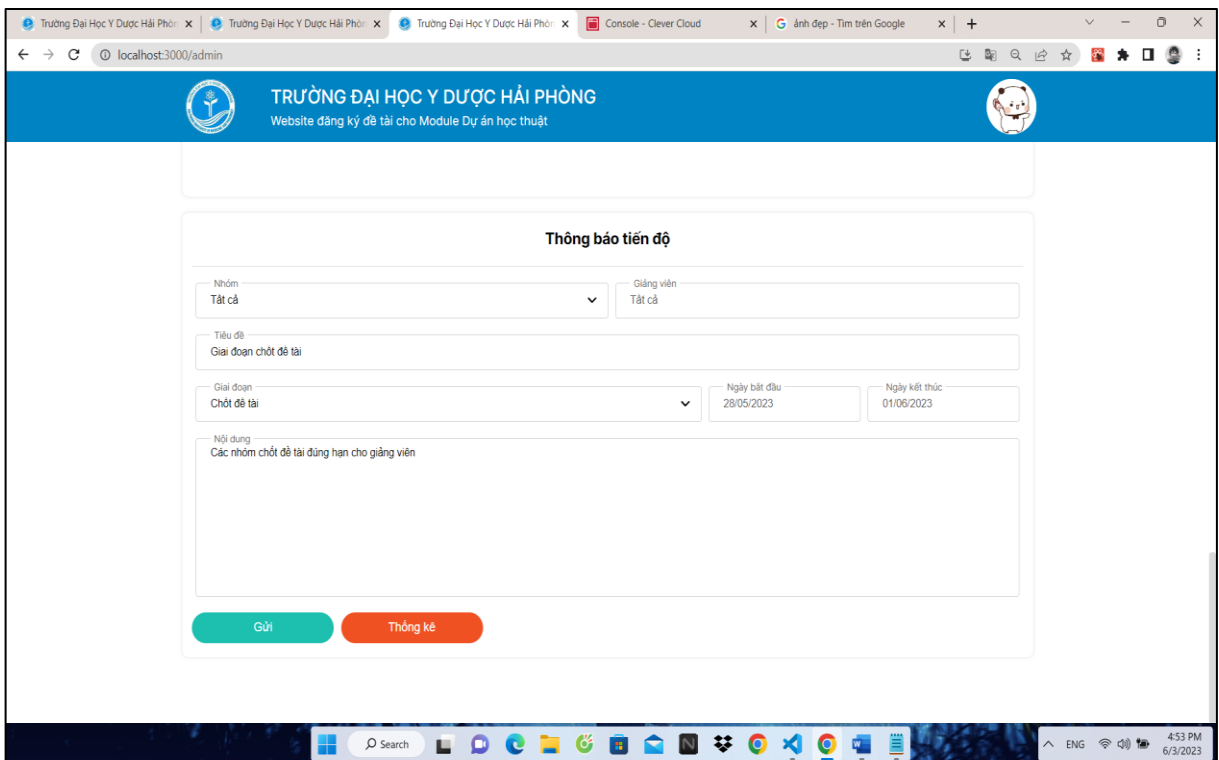 Trường Đại Học Y Dược Hải Phòn
Trường Đại Học Y Dược Hải Phòn
Trường Đại Học Y Dược Hải Phòn
Console - Clever Cloud
ảnh đẹp - Tìm trên Google
localhost:3000/admin
TRƯỜNG ĐẠI HỌC Y DƯỢC HẢI PHÒNG
Website đăng ký đề tài cho Module Dự án học thuật
Thông báo tiến độ
Nhóm
Tất cả
Giảng viên
Tất cả
Tiêu đề
Giai đoạn chốt đề tài
Giai đoạn
Chốt đề tài
Ngày bắt đầu
28/05/2023
Ngày kết thúc
01/06/2023
Nội dung
Các nhóm chốt đề tài đúng hạn cho giảng viên
Gửi
Thống kê
Search
ENG
4:53 PM
6/3/2023